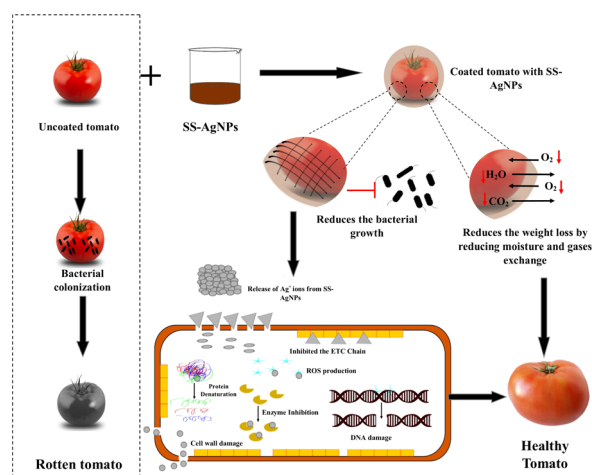 Uncoated tomato
+
SS-AgNPs
Coated tomato with SS-
AgNPs
Bacterial
colonization
Rotten tomato
Reduces the bacterial
growth
O₂
H₂O
O₂
CO₂
Reduces the weight loss by
reducing moisture and gases
exchange
Release of Ag⁺ ions from SS-
AgNPs
Inhibited the ETC Chain
ROS production
Protein
Denaturation
Enzyme Inhibition
Cell wall damage
DNA damage
Healthy
Tomato